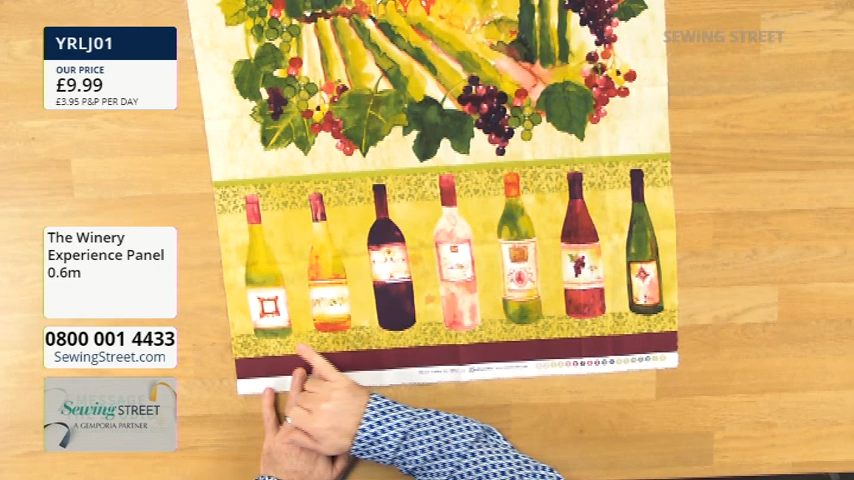 YRLJ01
OUR PRICE
£9.99
£3.95 P&P PER DAY
SEWING STREET
The Winery
Experience Panel
0.6m
0800 001 4433
SewingStreet.com
Sewing STREET
A GEMPORIA PARTNER